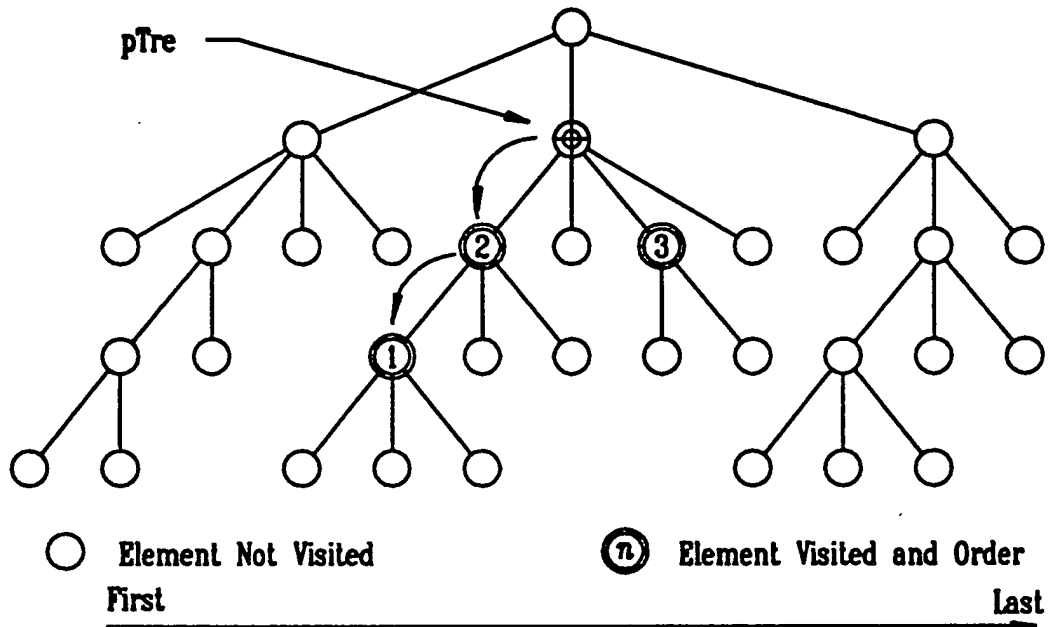 pTre
2
3
1
Element Not Visited
n Element Visited and Order
First
Last